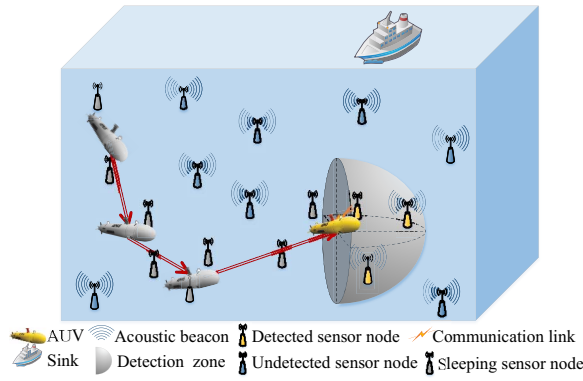 AUV Acoustic beacon Detected sensor node Communication link
Sink Detection zone Undetected sensor node Sleeping sensor node